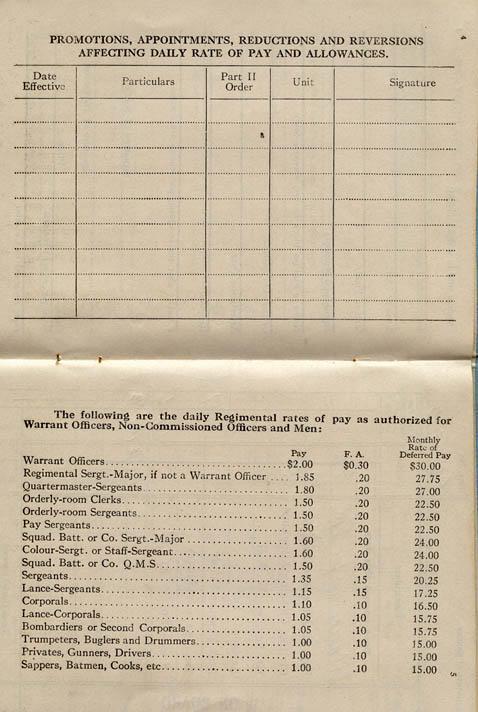 4
PROMOTIONS, APPOINTMENTS, REDUCTIONS AND REVERSIONS
AFFECTING DAILY RATE OF PAY AND ALLOWANCES.
Date Effective Particulars Part II Order Unit Signature
The following are the daily Regimental rates of pay as authorized for
Warrant Officers, Non-Commissioned Officers and Men:
Pay F. A. Monthly Rate of Deferred Pay
Warrant Officers $2.00 $0.30 $30.00
Regimental Sergt.-Major, if not a Warrant Officer 1.85 .20 27.75
Quartermaster-Sergeants 1.80 .20 27.00
Orderly-room Clerks 1.50 .20 22.50
Orderly-room Sergeants 1.50 .20 22.50
Pay Sergeants 1.50 .20 22.50
Squad. Batt. or Co. Sergt.-Major 1.60 .20 24.00
Colour-Sergt. or Staff-Sergeant 1.60 .20 24.00
Squad. Batt. or Co. Q.M.S. 1.50 .20 22.50
Sergeants 1.35 .15 20.25
Lance-Sergeants 1.15 .15 17.25
Corporals 1.10 .10 16.50
Lance-Corporals 1.05 .10 15.75
Bombardiers or Second Corporals 1.05 .10 15.75
Trumpeters, Buglers and Drummers 1.00 .10 15.00
Privates, Gunners, Drivers 1.00 .10 15.00
Sappers, Batmen, Cooks, etc. 1.00 .10 15.00
5